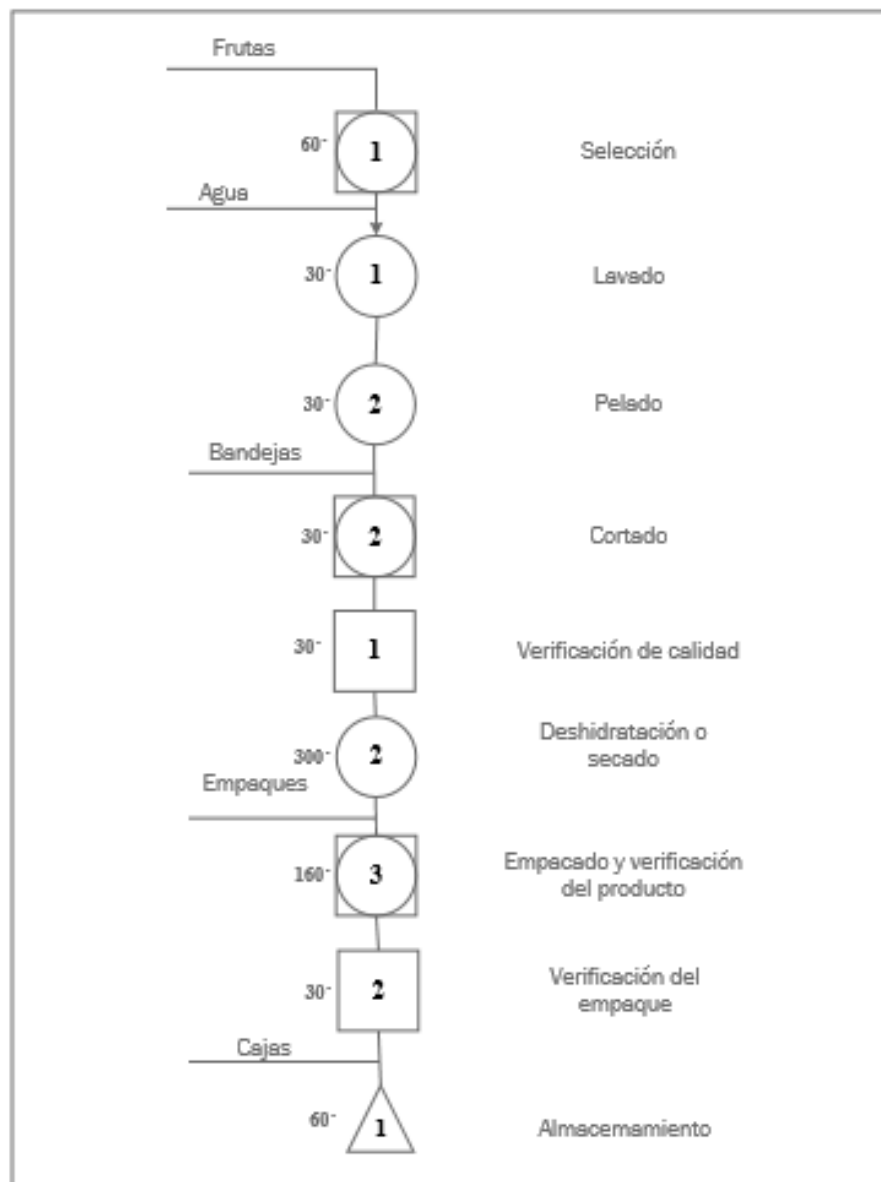 Frutas
60-
1
Selección
Agua
30-
1
Lavado
30-
2
Pelado
Bandejas
30-
2
Cortado
30-
1
Verificación de calidad
Deshidratación o
secado
300-
2
Empaques
160-
3
Empacado y verificación
del producto
30-
2
Verificación del
empaque
Cajas
60-
1
Almacemamiento